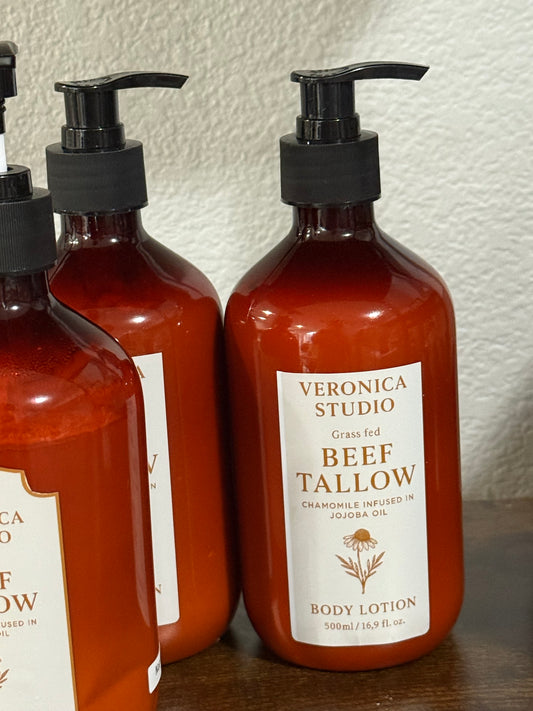 VERONICA
STUDIO
Grass fed
BEEF
TALLOW
CHAMOMILE INFUSED IN
JOJOBA OIL
BODY LOTION
500ml / 16,9 fl. oz.